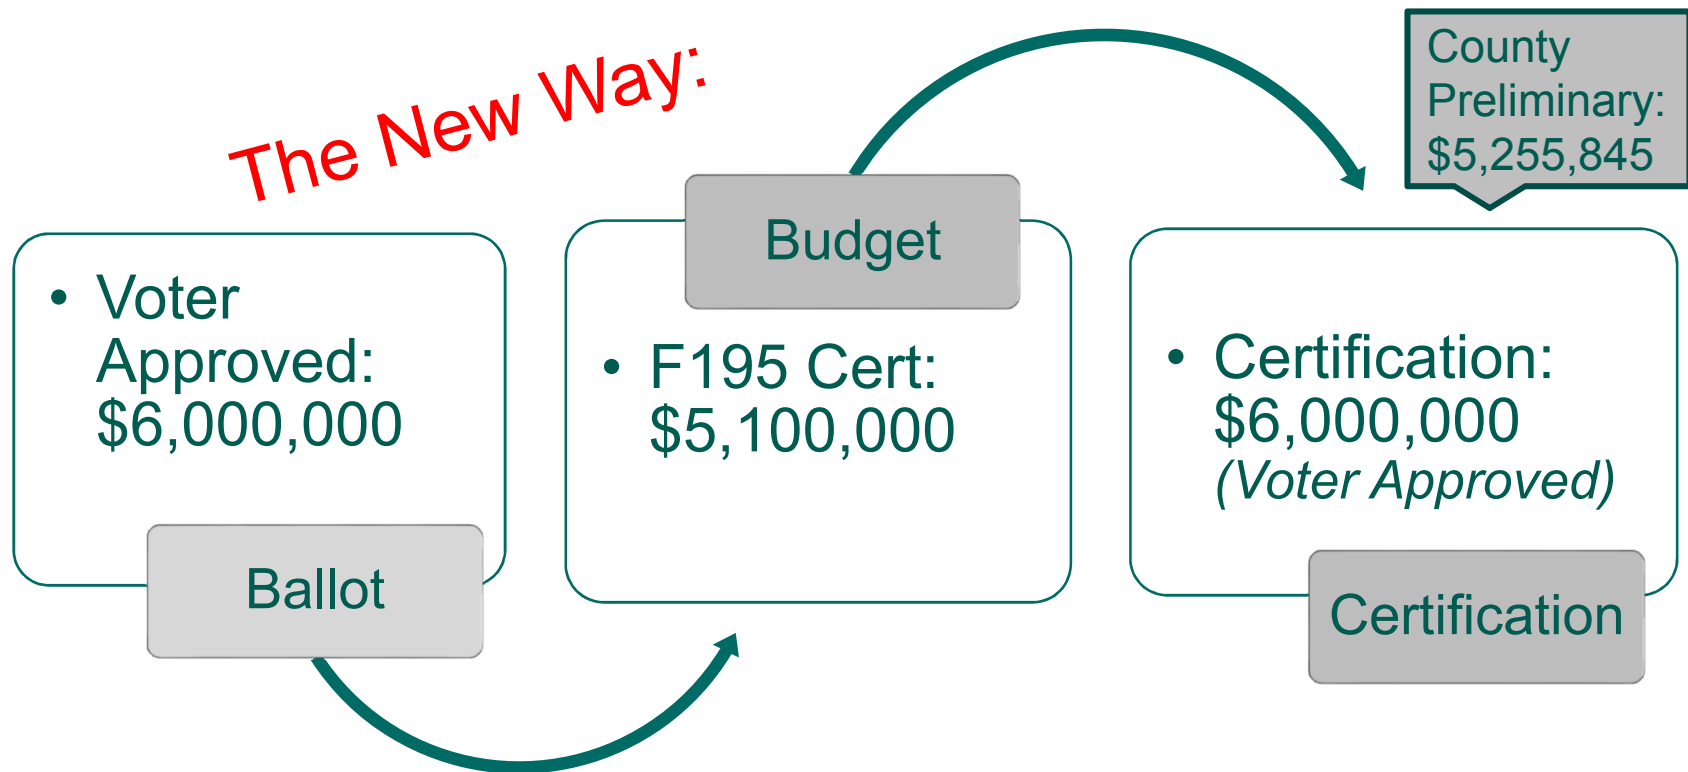 The New Way:
• Voter
Approved:
$6,000,000
Ballot
Budget
• F195 Cert:
$5,100,000
County
Preliminary:
$5,255,845
• Certification:
$6,000,000
(Voter Approved)
Certification